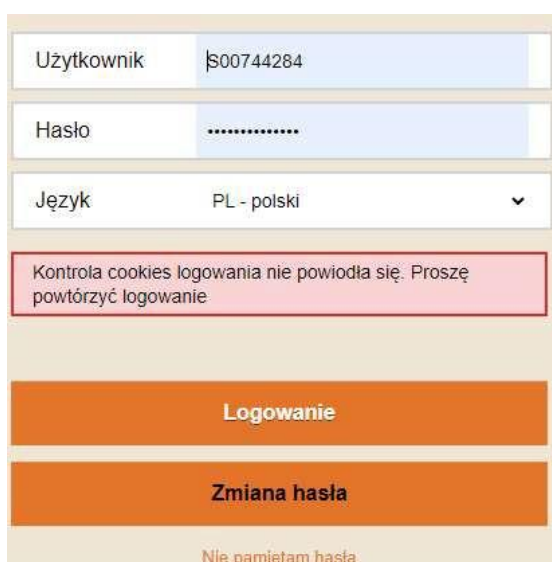 Użytkownik S00744284
Hasło ••••••••••••••
Język PL - polski
Kontrola cookies logowania nie powiodła się. Proszę
powtórzyć logowanie
Logowanie
Zmiana hasła
Nie pamiętam hasła